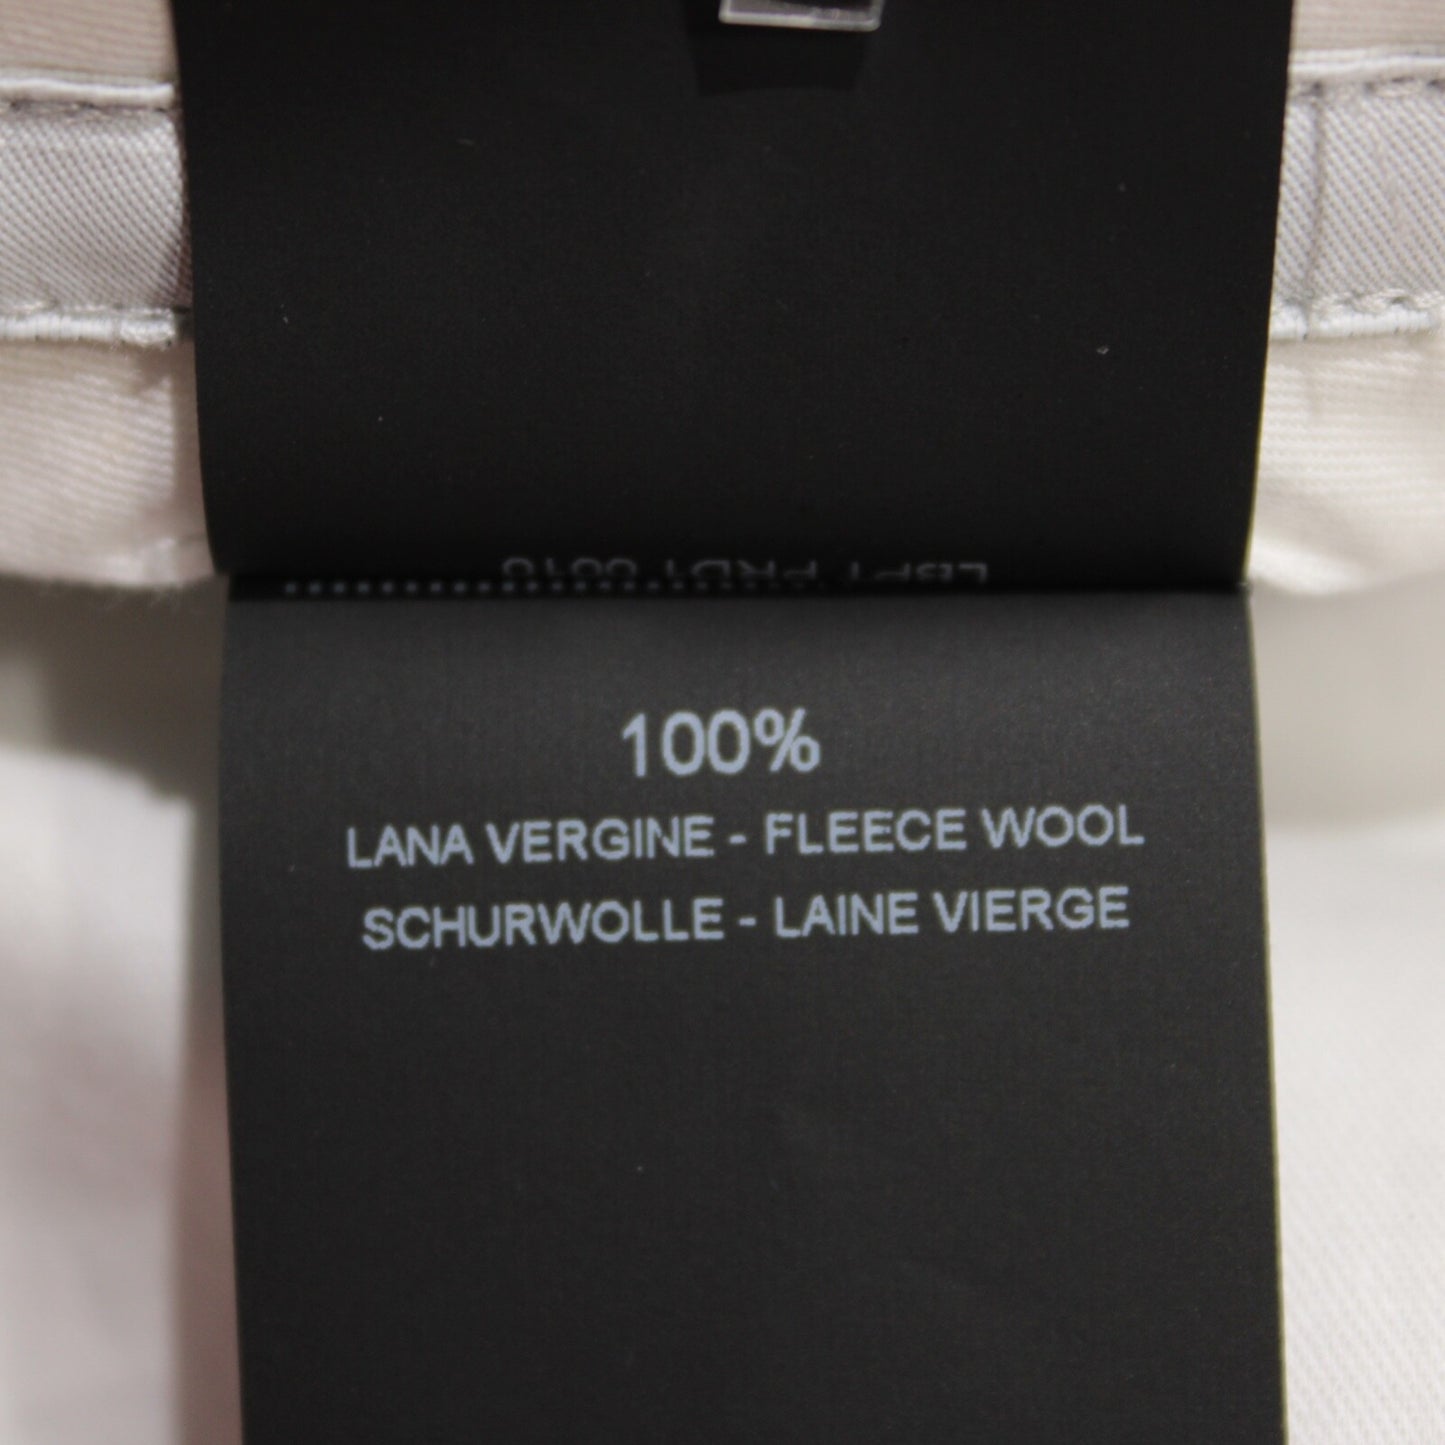 100%
LANA VERGINE - FLEECE WOOL
SCHURWOLLE - LAINE VIERGE